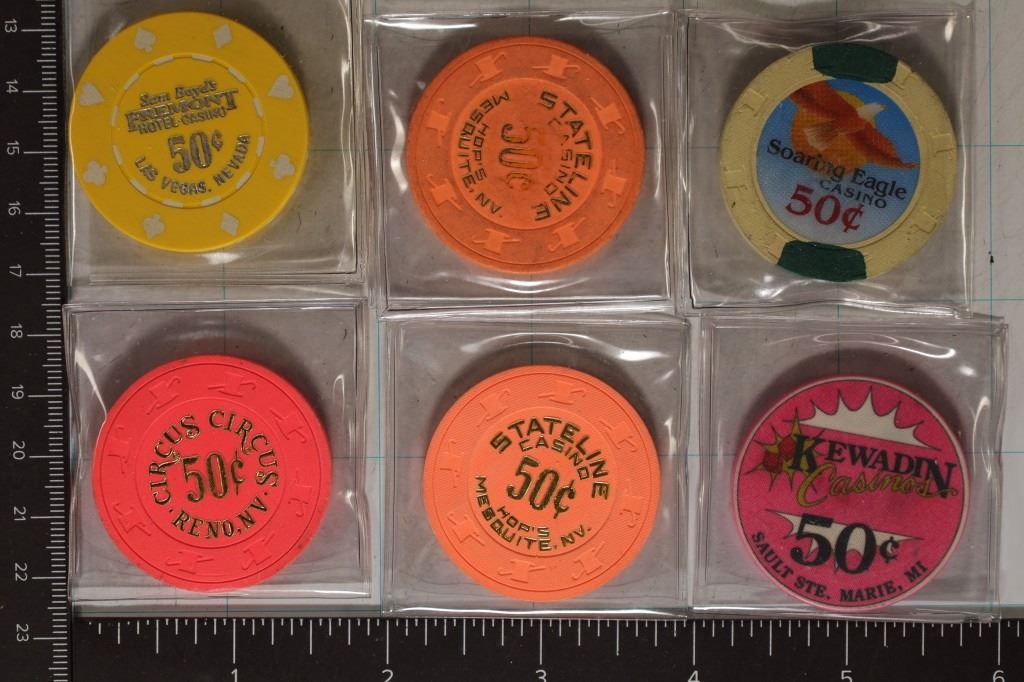 Sam Boyd's
FREMONT
HOTEL·CASINO
50¢
LAS VEGAS, NEVADA
STATELINE
CASINO
50¢
HOP'S
MESQUITE, NV.
Soaring Eagle
CASINO
50¢
CIRCUS CIRCUS
50¢
RENO, NV.
STATELINE
CASINO
50¢
HOP'S
MESQUITE, NV.
KEWADIN
Casinos
50¢
SAULT STE. MARIE, MI
13
14
15
16
17
18
19
20
21
22
23
1
2
3
4
5
6